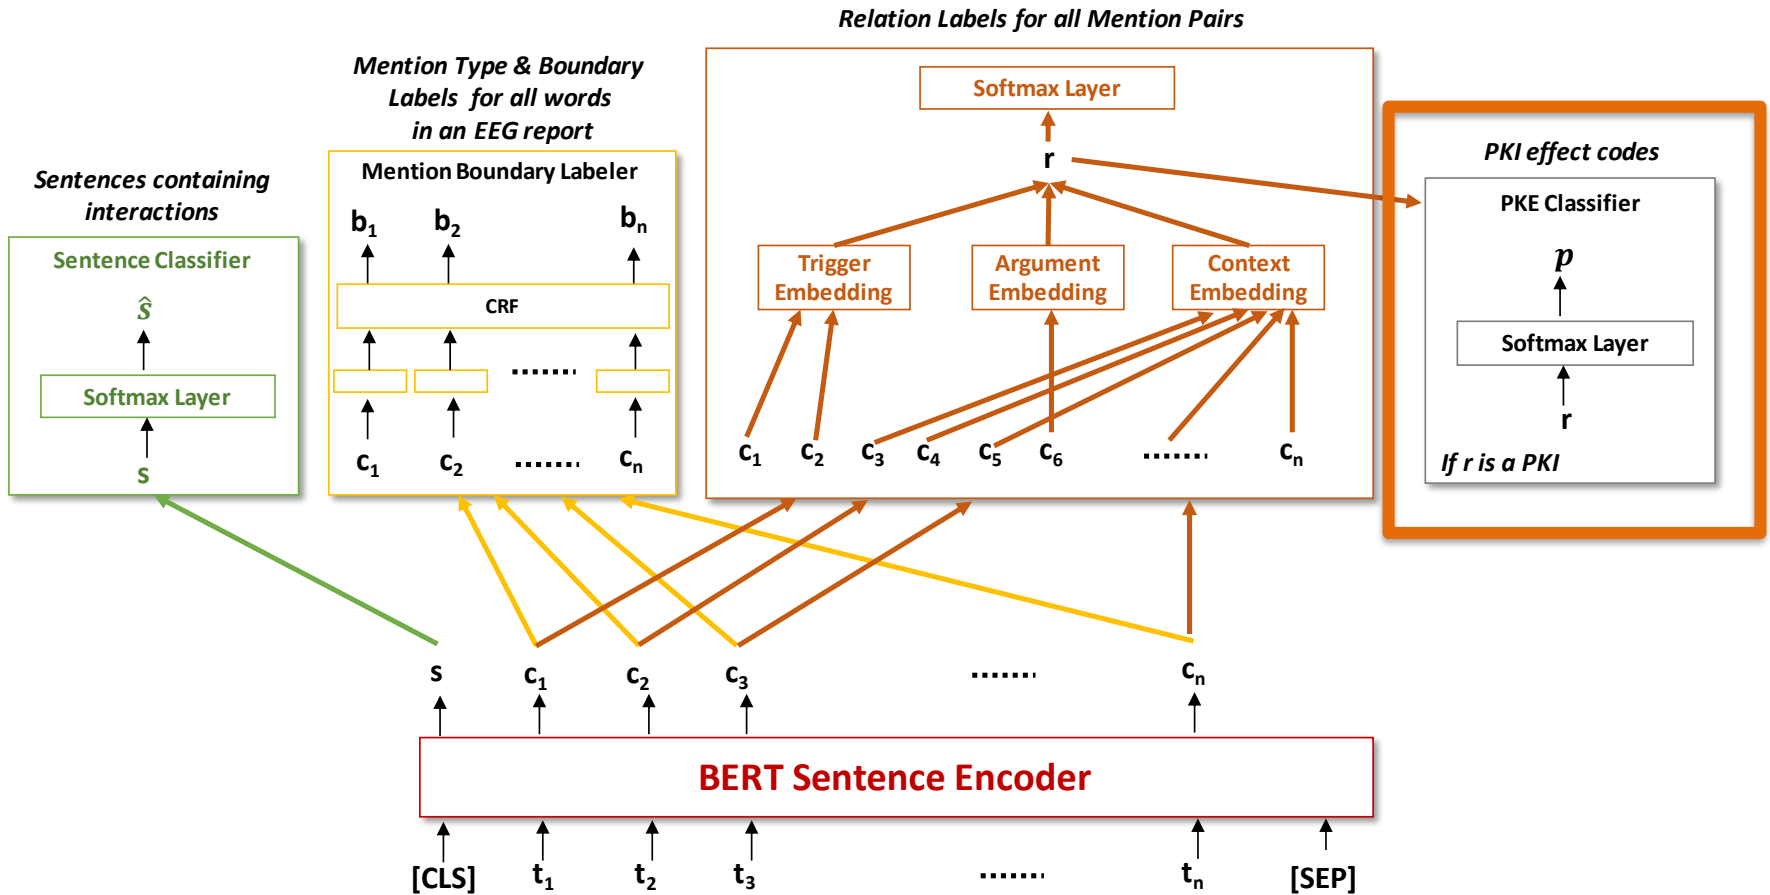 Relation Labels for all Mention Pairs
Mention Type & Boundary
Labels for all words
in an EEG report
Sentences containing
interactions
PKI effect codes
Sentence Classifier
ŝ
Softmax Layer
s
Mention Boundary Labeler
b1 b2 bn
CRF
........
c1 c2 ........ cn
Softmax Layer
r
Trigger
Embedding
Argument
Embedding
Context
Embedding
c1 c2 c3 c4 c5 c6 ........ cn
PKE Classifier
p
Softmax Layer
r
If r is a PKI
s c1 c2 c3 ........ cn
BERT Sentence Encoder
[CLS] t1 t2 t3 ........ tn [SEP]